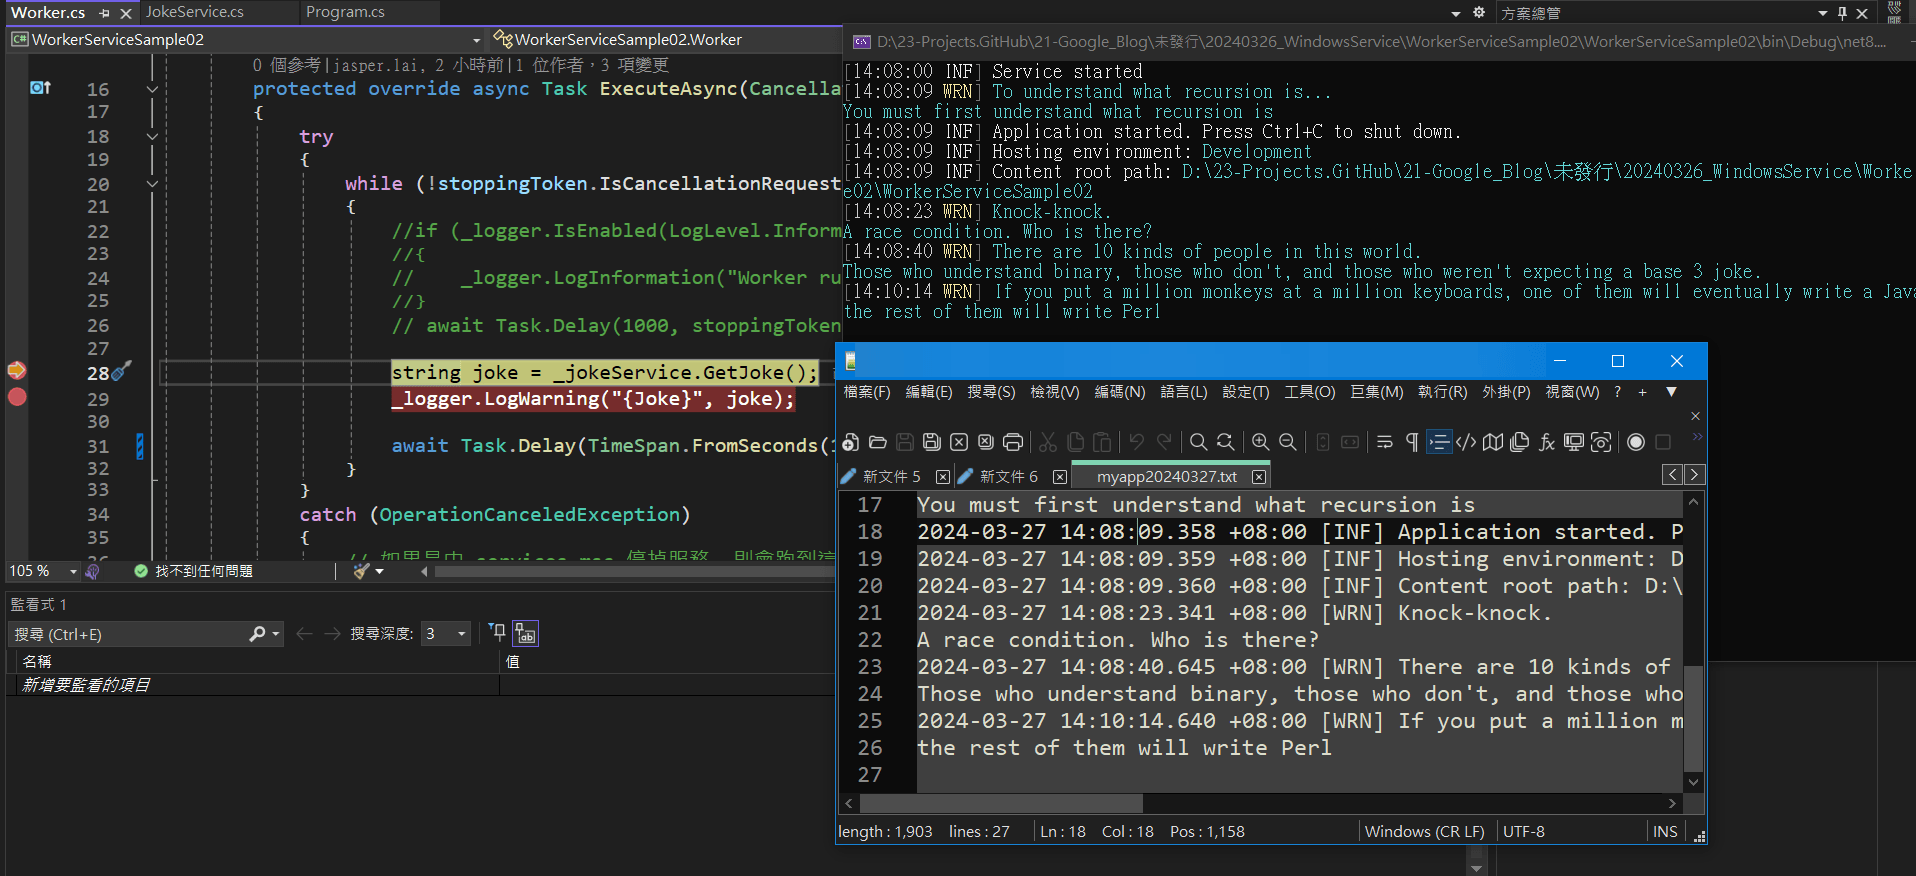 Worker.cs
JokeService.cs
Program.cs
方案總管
WorkerServiceSample02
WorkerServiceSample02.Worker
0 個參考|jasper.lai, 2 小時前|1 位作者，3 項變更
16 protected override async Task ExecuteAsync(Cancella
17 {
18 try
19 {
20 while (!stoppingToken.IsCancellationRequest
21 {
22 //if (_logger.IsEnabled(LogLevel.Inform
23 //{
24 //    _logger.LogInformation("Worker ru
25 //}
26 // await Task.Delay(1000, stoppingToken
27
28 string joke = _jokeService.GetJoke();
29 _logger.LogWarning("{Joke}", joke);
30
31 await Task.Delay(TimeSpan.FromSeconds(1
32 }
33 }
34 catch (OperationCanceledException)
35 {
105 %
找不到任何問題
監看式 1
搜尋 (Ctrl+E)
搜尋深度:
3
名稱
值
新增要監看的項目
D:\23-Projects.GitHub\21-Google_Blog\未發行\20240326_WindowsService\WorkerServiceSample02\WorkerServiceSample02\bin\Debug\net8....
[14:08:00 INF] Service started
[14:08:09 WRN] To understand what recursion is...
You must first understand what recursion is
[14:08:09 INF] Application started. Press Ctrl+C to shut down.
[14:08:09 INF] Hosting environment: Development
[14:08:09 INF] Content root path: D:\23-Projects.GitHub\21-Google_Blog\未發行\20240326_WindowsService\Worke
e02\WorkerServiceSample02
[14:08:23 WRN] Knock-knock.
A race condition. Who is there?
[14:08:40 WRN] There are 10 kinds of people in this world.
Those who understand binary, those who don't, and those who weren't expecting a base 3 joke.
[14:10:14 WRN] If you put a million monkeys at a million keyboards, one of them will eventually write a Java
the rest of them will write Perl
檔案(F) 編輯(E) 搜尋(S) 檢視(V) 編碼(N) 語言(L) 設定(T) 工具(O) 巨集(M) 執行(R) 外掛(P) 視窗(W) ? + ▼
新文件 5
新文件 6
myapp20240327.txt
17 You must first understand what recursion is
18 2024-03-27 14:08:09.358 +08:00 [INF] Application started. P
19 2024-03-27 14:08:09.359 +08:00 [INF] Hosting environment: D
20 2024-03-27 14:08:09.360 +08:00 [INF] Content root path: D:\
21 2024-03-27 14:08:23.341 +08:00 [WRN] Knock-knock.
22 A race condition. Who is there?
23 2024-03-27 14:08:40.645 +08:00 [WRN] There are 10 kinds of
24 Those who understand binary, those who don't, and those who
25 2024-03-27 14:10:14.640 +08:00 [WRN] If you put a million m
26 the rest of them will write Perl
27
length : 1,903 lines : 27
Ln : 18 Col : 18 Pos : 1,158
Windows (CR LF)
UTF-8
INS